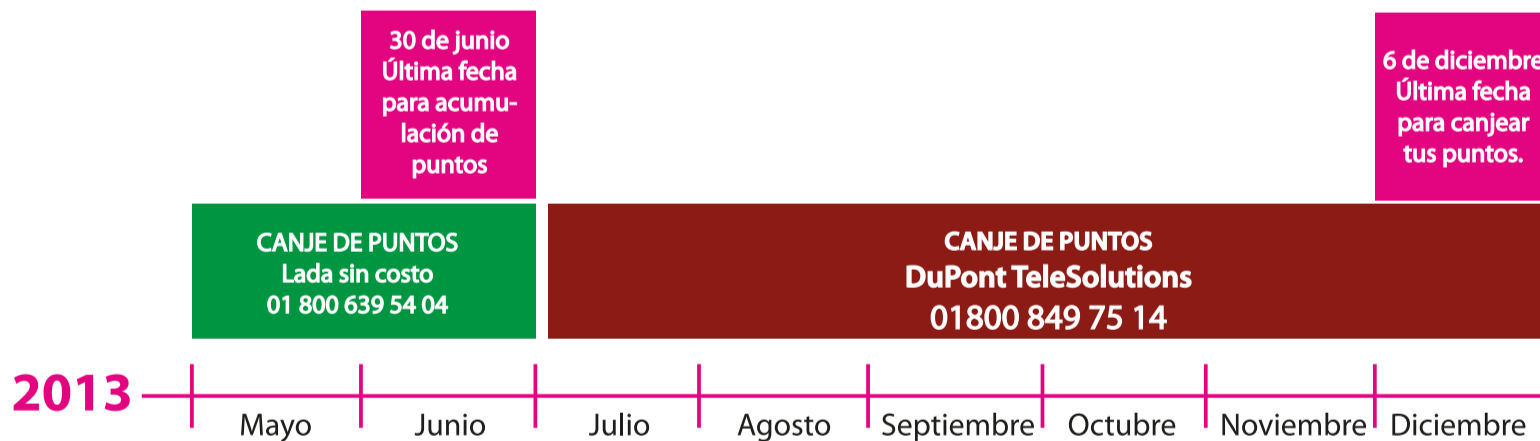 30 de junio
Última fecha
para acumu-
lación de
puntos
6 de diciembre
Última fecha
para canjear
tus puntos.
CANJE DE PUNTOS
Lada sin costo
01 800 639 54 04
CANJE DE PUNTOS
DuPont TeleSolutions
01800 849 75 14
2013
Mayo
Junio
Julio
Agosto
Septiembre
Octubre
Noviembre
Diciembre